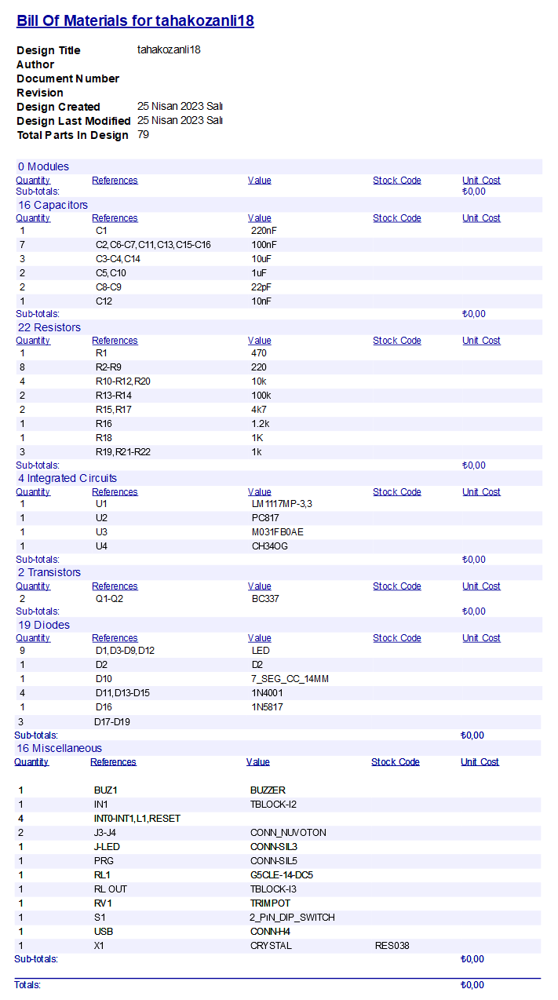 Bill Of Materials for tahakozanli18
Design Title tahakozanli18
Author
Document Number
Revision
Design Created 25 Nisan 2023 Salı
Design Last Modified 25 Nisan 2023 Salı
Total Parts In Design 79
0 Modules
Quantity References Value Stock Code Unit Cost
Sub-totals: ₺0,00
16 Capacitors
Quantity References Value Stock Code Unit Cost
1 C1 220nF
7 C2,C6-C7,C11,C13,C15-C16 100nF
3 C3-C4,C14 10uF
2 C5,C10 1uF
2 C8-C9 22pF
1 C12 10nF
Sub-totals: ₺0,00
22 Resistors
Quantity References Value Stock Code Unit Cost
1 R1 470
8 R2-R9 220
4 R10-R12,R20 10k
2 R13-R14 100k
2 R15,R17 4k7
1 R16 1.2k
1 R18 1K
3 R19,R21-R22 1k
Sub-totals: ₺0,00
4 Integrated Circuits
Quantity References Value Stock Code Unit Cost
1 U1 LM1117MP-3,3
1 U2 PC817
1 U3 M031FB0AE
1 U4 CH34OG
Sub-totals: ₺0,00
2 Transistors
Quantity References Value Stock Code Unit Cost
2 Q1-Q2 BC337
Sub-totals: ₺0,00
19 Diodes
Quantity References Value Stock Code Unit Cost
9 D1,D3-D9,D12 LED
1 D2 D2
1 D10 7_SEG_CC_14MM
4 D11,D13-D15 1N4001
1 D16 1N5817
3 D17-D19
Sub-totals: ₺0,00
16 Miscellaneous
Quantity References Value Stock Code Unit Cost
1 BUZ1 BUZZER
1 IN1 TBLOCK-I2
4 INT0-INT1,L1,RESET
2 J3-J4 CONN_NUVOTON
1 J-LED CONN-SIL3
1 PRG CONN-SIL5
1 RL1 G5CLE-14-DC5
1 RL OUT TBLOCK-I3
1 RV1 TRIMPOT
1 S1 2_PiN_DIP_SWITCH
1 USB CONN-H4
1 X1 CRYSTAL RES038
Sub-totals: ₺0,00
Totals: ₺0,00